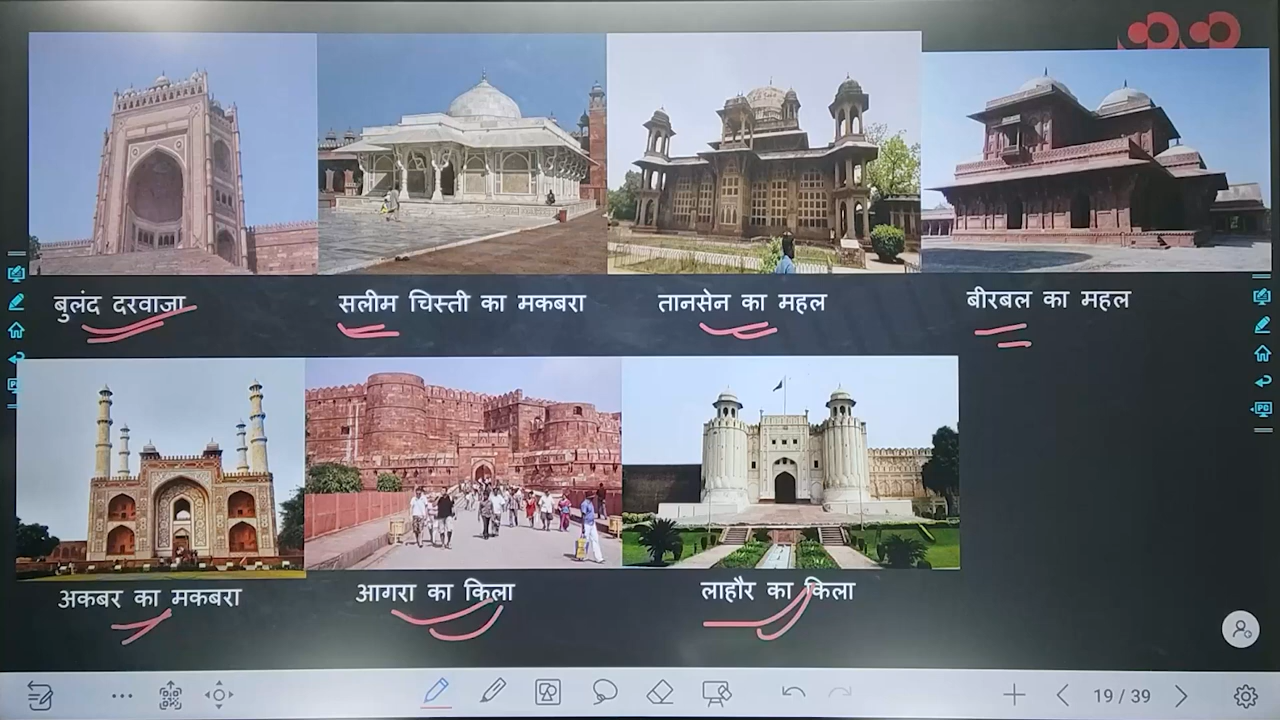 बुलंद दरवाजा
सलीम चिस्ती का मकबरा
तानसेन का महल
बीरबल का महल
अकबर का मकबरा
आगरा का किला
लाहौर का किला
19 / 39